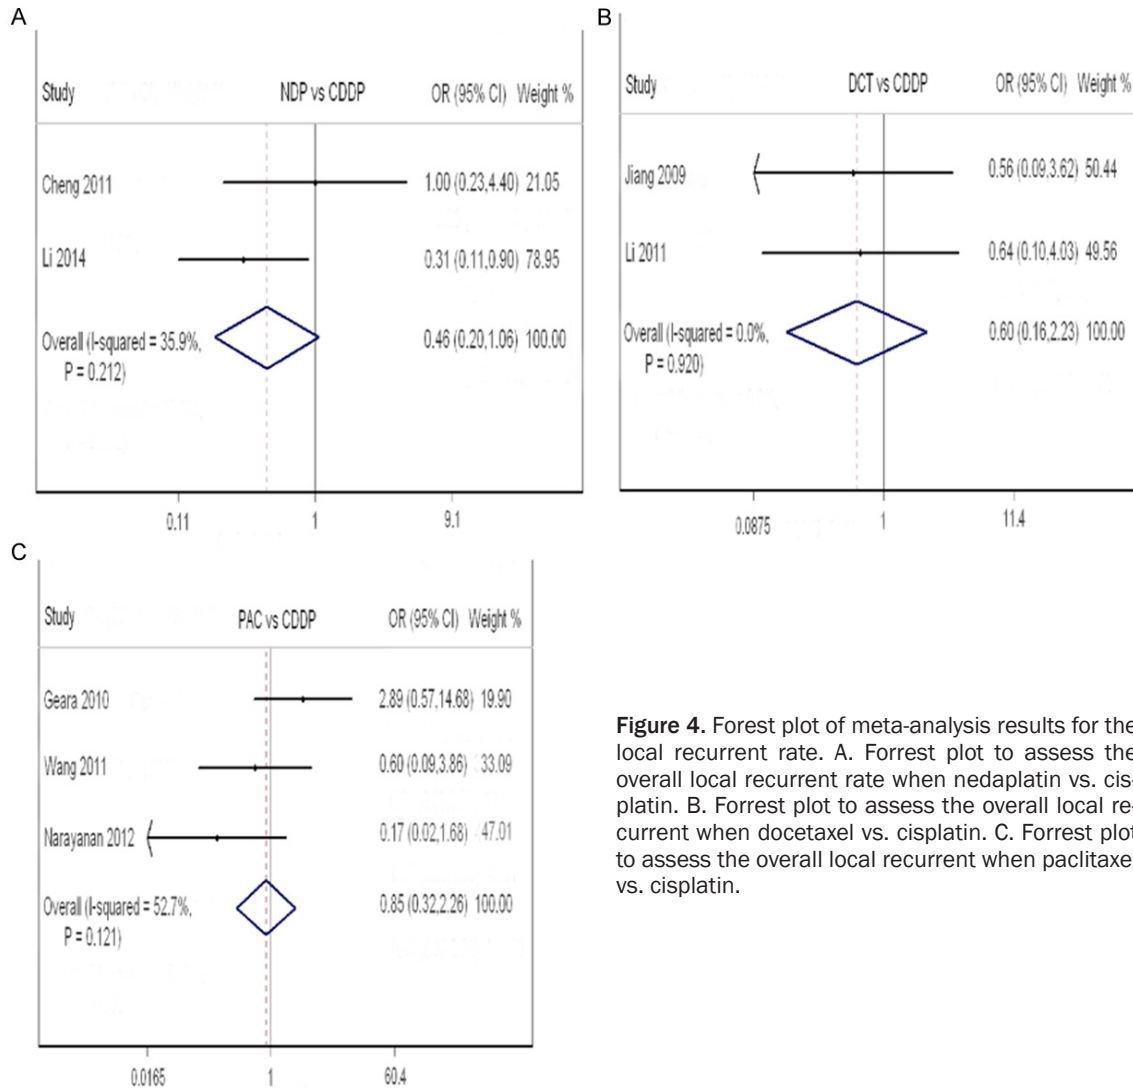 A
Study NDP vs CDDP OR (95% CI) Weight %
Cheng 2011 1.00 (0.23,4.40) 21.05
Li 2014 0.31 (0.11,0.90) 78.95
Overall (I-squared = 35.9%, 0.46 (0.20,1.06) 100.00
P = 0.212)
0.11 1 9.1
B
Study DCT vs CDDP OR (95% CI) Weight %
Jiang 2009 0.56 (0.09,3.62) 50.44
Li 2011 0.64 (0.10,4.03) 49.56
Overall (I-squared = 0.0%, 0.60 (0.16,2.23) 100.00
P = 0.920)
0.0875 1 11.4
C
Study PAC vs CDDP OR (95% CI) Weight %
Geara 2010 2.89 (0.57,14.68) 19.90
Wang 2011 0.60 (0.09,3.86) 33.09
Narayanan 2012 0.17 (0.02,1.68) 47.01
Overall (I-squared = 52.7%, 0.85 (0.32,2.26) 100.00
P = 0.121)
0.0165 1 60.4
Figure 4. Forest plot of meta-analysis results for the
local recurrent rate. A. Forrest plot to assess the
overall local recurrent rate when nedaplatin vs. cis-
platin. B. Forrest plot to assess the overall local re-
current when docetaxel vs. cisplatin. C. Forrest plot
to assess the overall local recurrent when paclitaxel
vs. cisplatin.